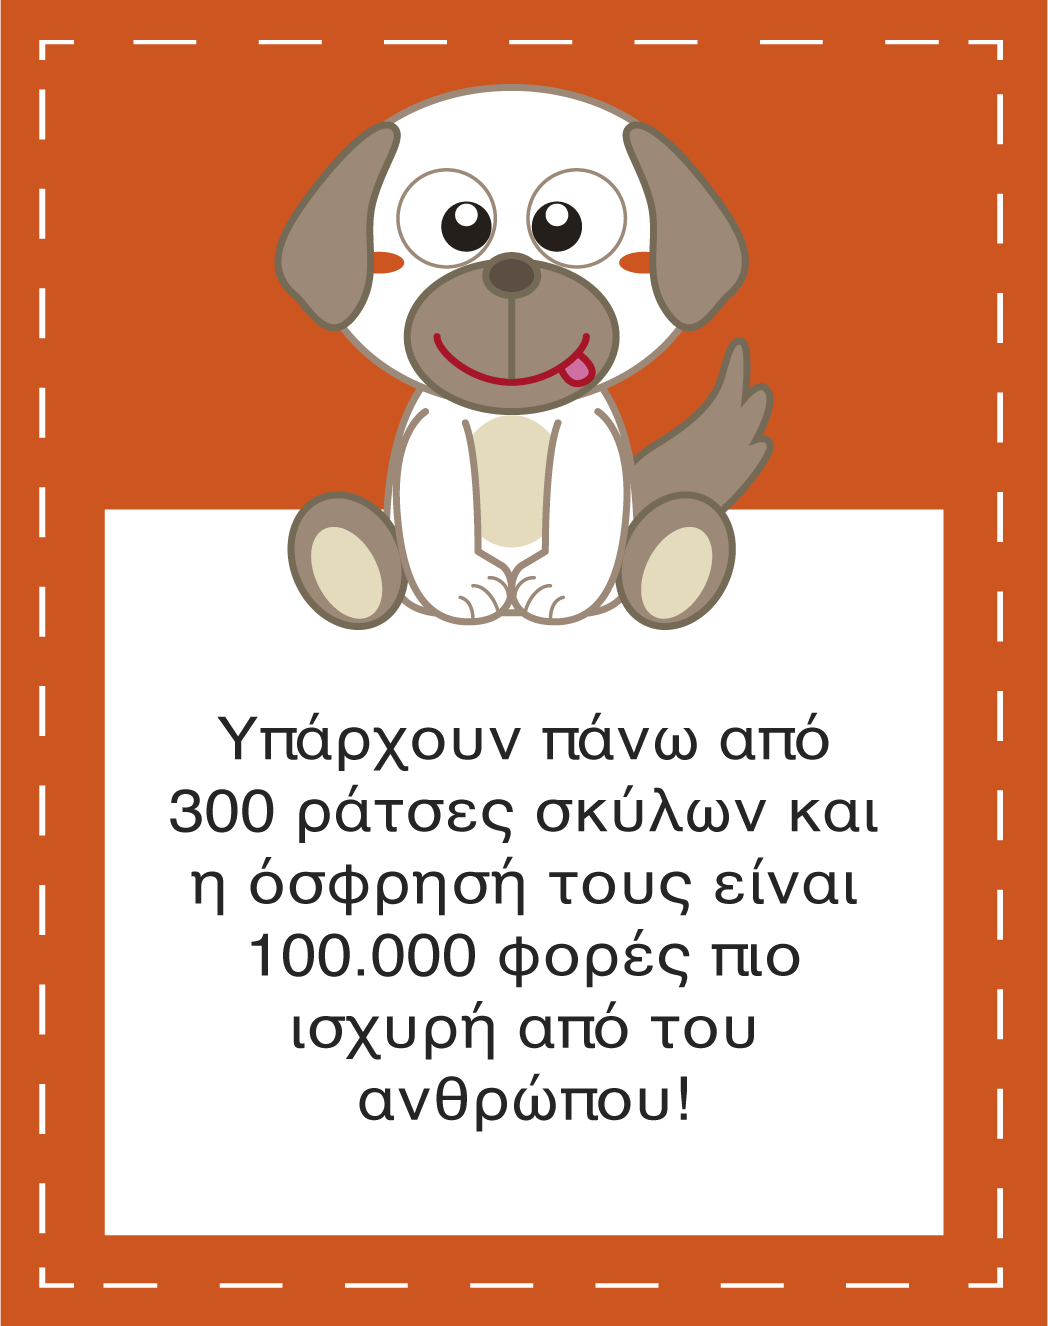 Υπάρχουν πάνω από
300 ράτσες σκύλων και
η όσφρησή τους είναι
100.000 φορές πιο
ισχυρή από του
ανθρώπου!